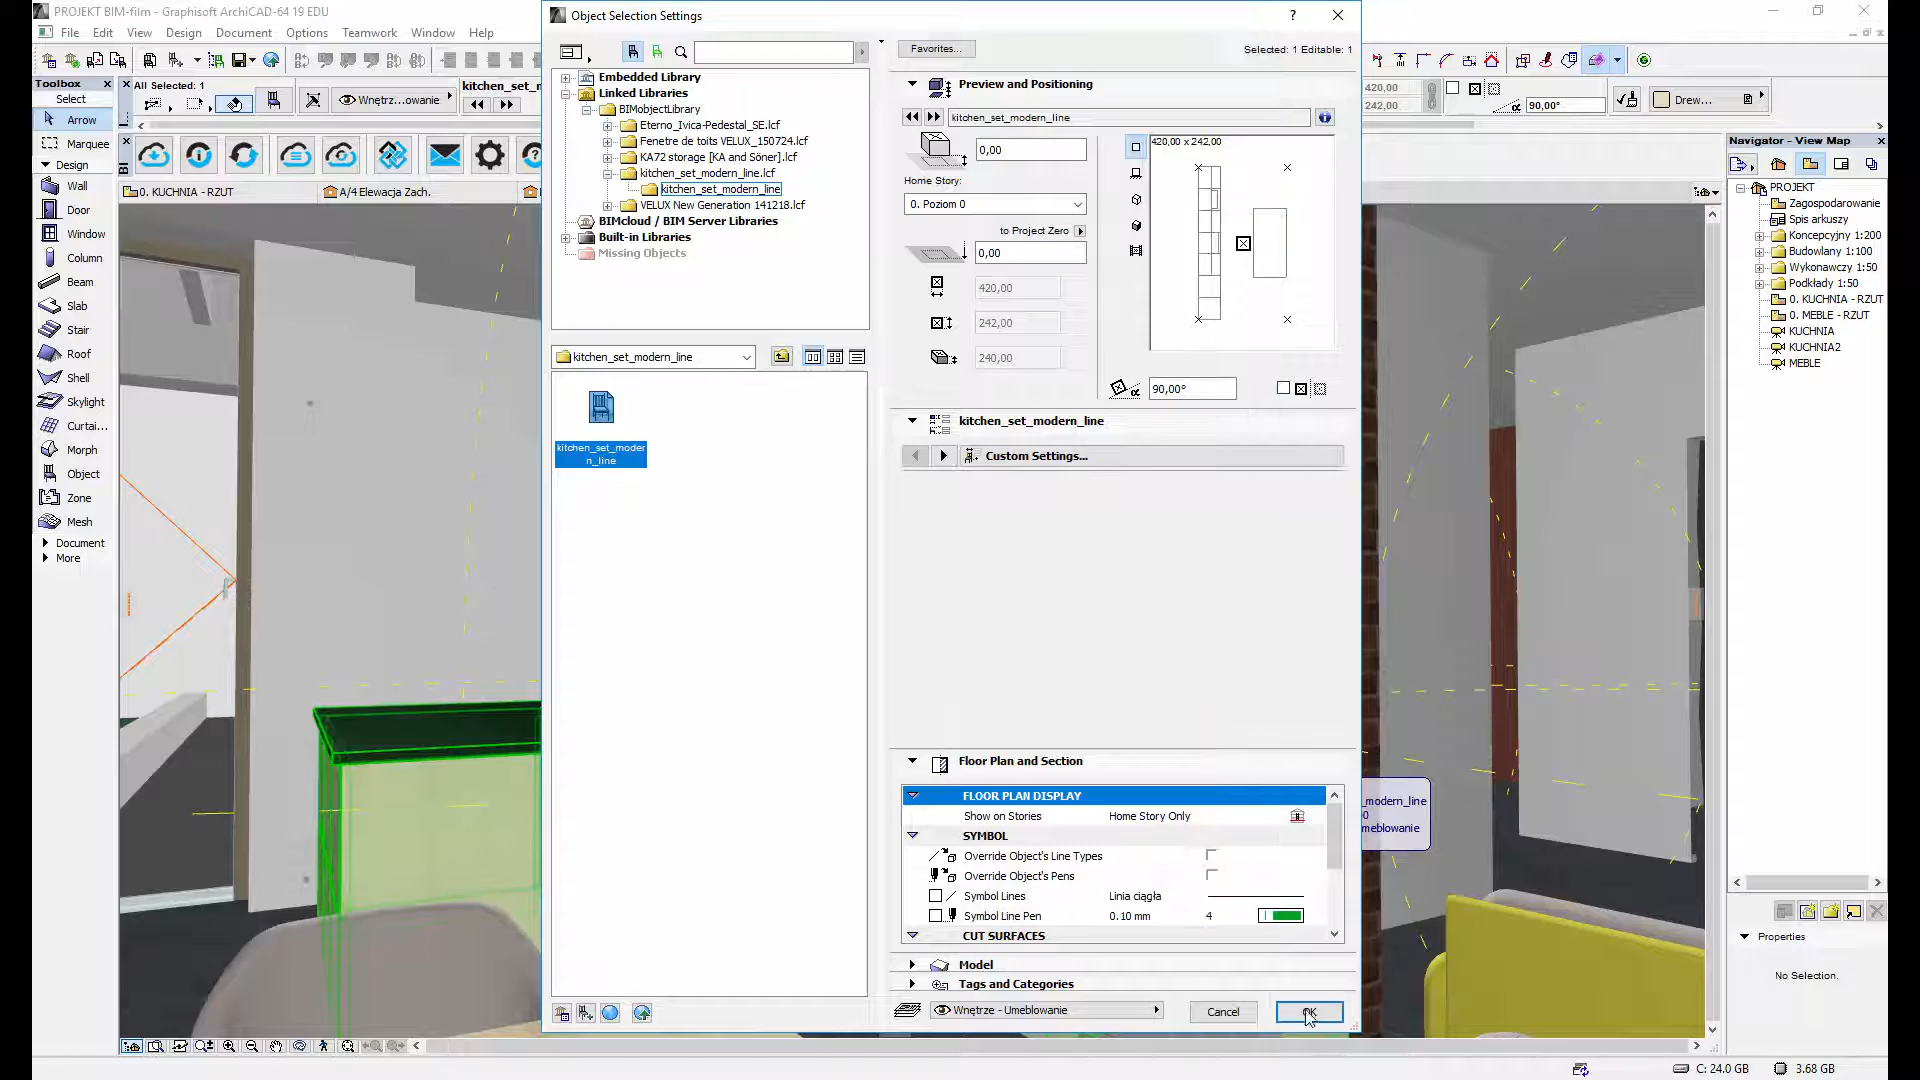 PROJEKT BIM-film - Graphisoft ArchiCAD-64 19 EDU
File Edit View Design Document Options Teamwork Window Help
Toolbox
Select
Arrow
Marquee
Design
Wall
Door
Window
Column
Beam
Slab
Stair
Roof
Shell
Skylight
Curtai...
Morph
Object
Zone
Mesh
Document
More
All Selected: 1
Wnętrz...owanie
kitchen_set_m
0. KUCHNIA - RZUT
A/4 Elewacja Zach.
Object Selection Settings
Embedded Library
Linked Libraries
BIMobjectLibrary
Eterno_Ivica-Pedestal_SE.lcf
Fenetre de toits VELUX_150724.lcf
KA72 storage [KA and Söner].lcf
kitchen_set_modern_line.lcf
kitchen_set_modern_line
VELUX New Generation 141218.lcf
BIMcloud / BIM Server Libraries
Built-in Libraries
Missing Objects
kitchen_set_modern_line
kitchen_set_moder
n_line
Favorites...
Selected: 1 Editable: 1
Preview and Positioning
kitchen_set_modern_line
0,00
Home Story:
0. Poziom 0
to Project Zero
0,00
420,00
242,00
240,00
420,00 x 242,00
α 90,00°
kitchen_set_modern_line
Custom Settings...
Floor Plan and Section
FLOOR PLAN DISPLAY
Show on Stories Home Story Only
SYMBOL
Override Object's Line Types
Override Object's Pens
Symbol Lines Linia ciągła
Symbol Line Pen 0.10 mm 4
CUT SURFACES
Model
Tags and Categories
Wnętrze - Umeblowanie
Cancel
OK
420,00
242,00
α 90,00°
Drew...
_modern_line
meblowanie
Navigator - View Map
PROJEKT
Zagospodarowanie
Spis arkuszy
Koncepcyjny 1:200
Budowlany 1:100
Wykonawczy 1:50
Podkłady 1:50
0. KUCHNIA - RZUT
0. MEBLE - RZUT
KUCHNIA
KUCHNIA2
MEBLE
Properties
No Selection.
C: 24.0 GB
3.68 GB